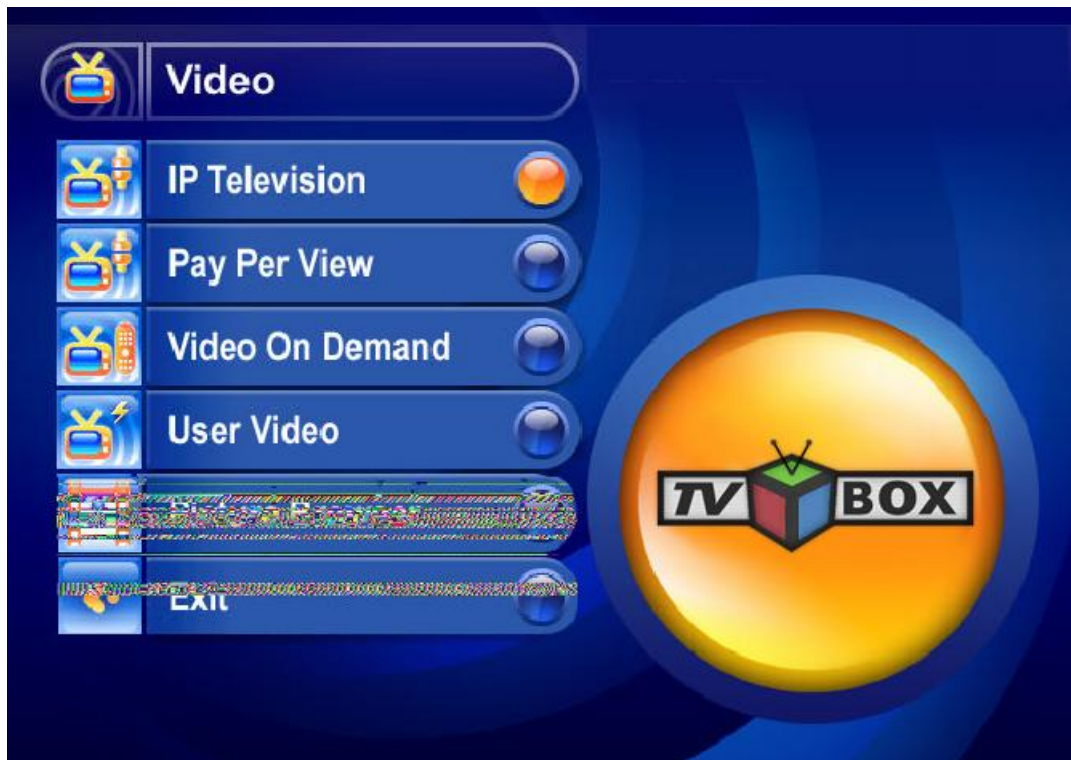 Video
IP Television
Pay Per View
Video On Demand
User Video
Exit
TV BOX